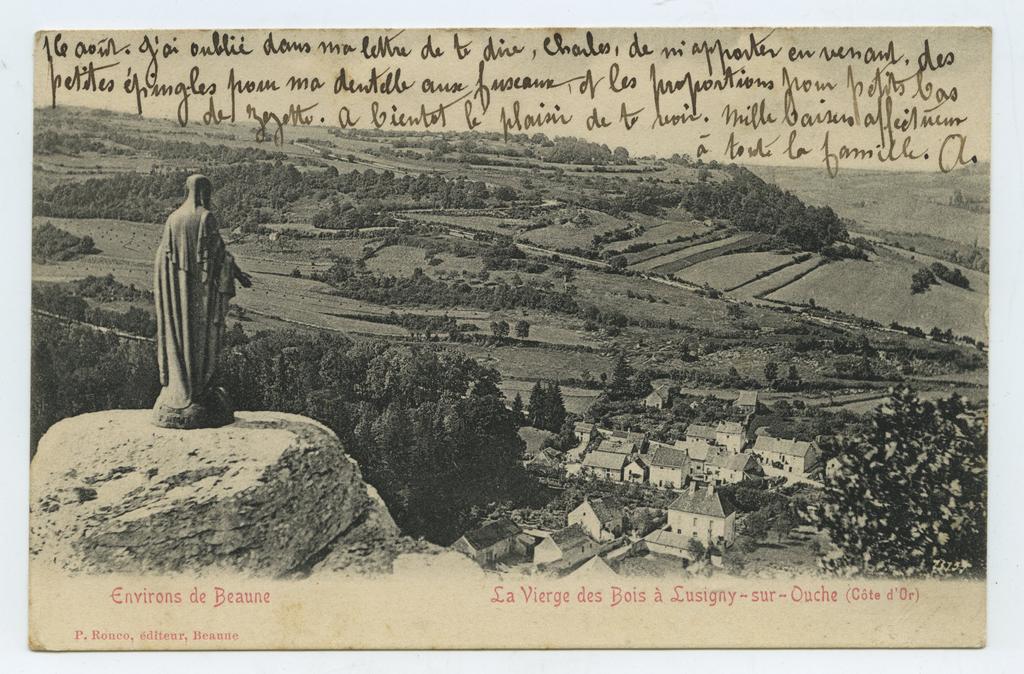 16 août. J'ai oublié dans ma lettre de te dire, Charles, de m'apporter en venant, des
petites épingles pour ma dentelle aux fuseaux, et les proportions pour petits bas
de Zezette. A bientot le plaisir de te voir. Mille baisers affectueux
à toute la famille. A.
73757
Environs de Beaune
La Vierge des Bois à Lusigny-sur-Ouche (Côte d'Or)
P. Ronco, éditeur, Beaune